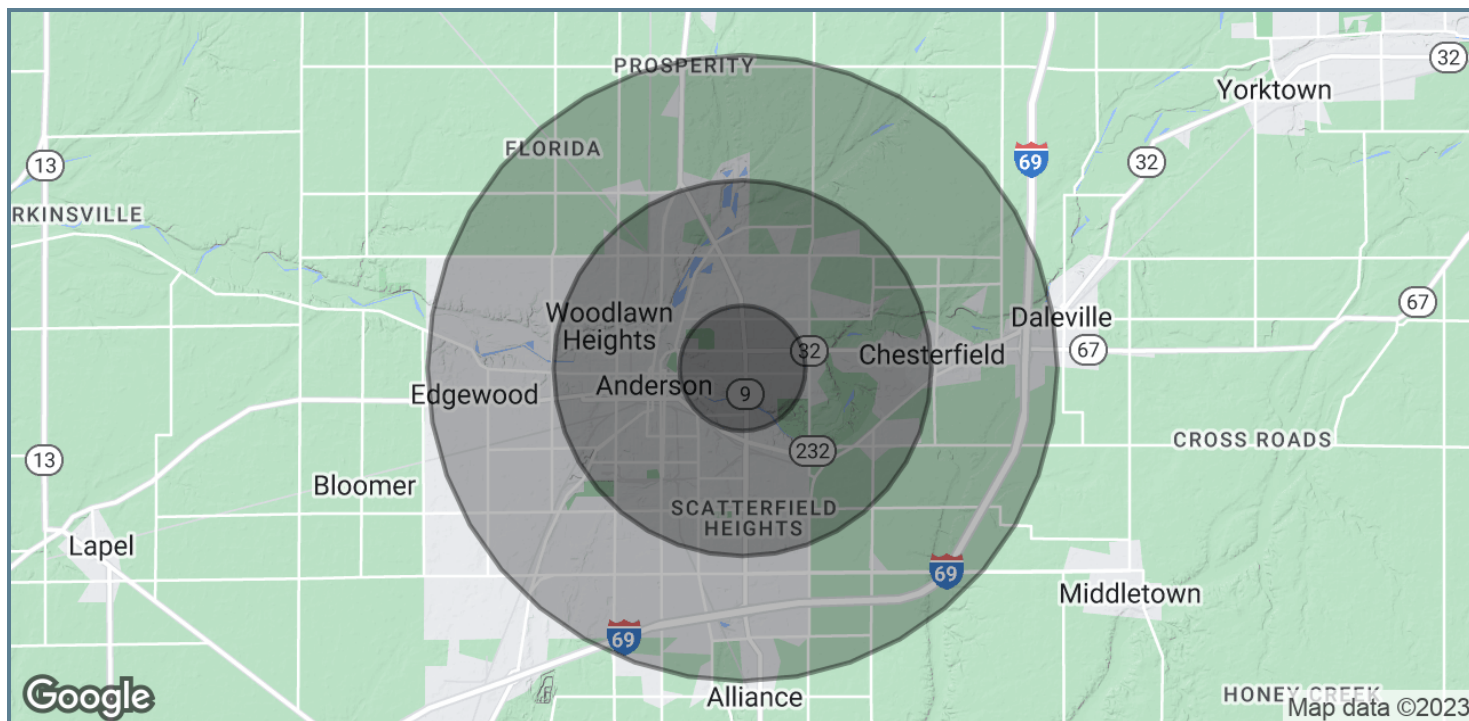 PROSPERITY
32
Yorktown
FLORIDA
69
32
13
RKINSVILLE
67
Woodlawn
Heights
Daleville
32
Chesterfield
67
Anderson
Edgewood
9
CROSS ROADS
232
13
Bloomer
SCATTERFIELD
HEIGHTS
Lapel
69
Middletown
69
Google
Alliance
HONEY CREEK
Map data ©2023